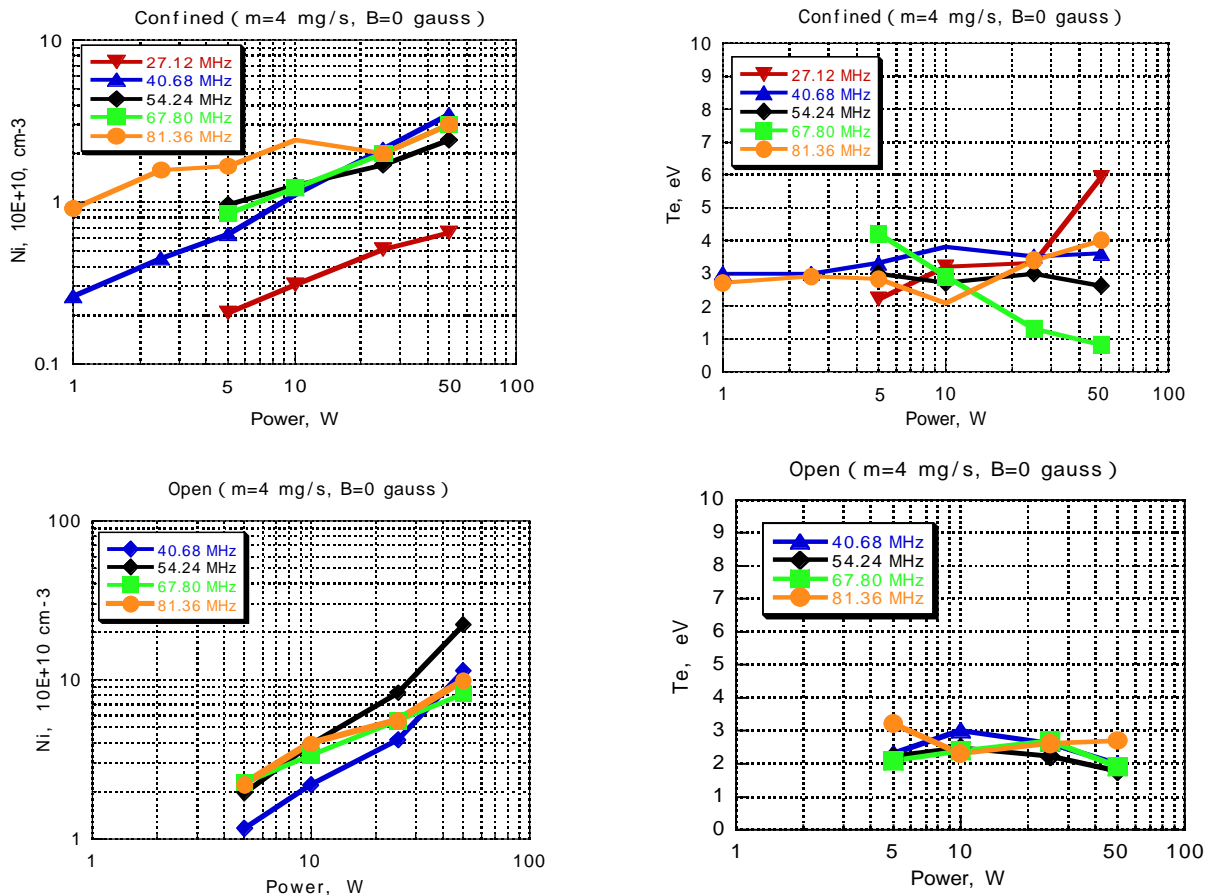 Confined ( m=4 mg/s, B=0 gauss )
10
1
0.1
Ni, 10E+10, cm-3
27.12 MHz
40.68 MHz
54.24 MHz
67.80 MHz
81.36 MHz
1
5
10
50
100
Power, W
Confined ( m=4 mg/s, B=0 gauss )
10
9
8
7
6
5
4
3
2
1
0
Te, eV
27.12 MHz
40.68 MHz
54.24 MHz
67.80 MHz
81.36 MHz
1
5
10
50
100
Power, W
Open ( m=4 mg/s, B=0 gauss )
100
10
1
Ni, 10E+10 cm-3
40.68 MHz
54.24 MHz
67.80 MHz
81.36 MHz
1
10
100
Power, W
Open ( m=4 mg/s, B=0 gauss )
10
9
8
7
6
5
4
3
2
1
0
Te, eV
40.68 MHz
54.24 MHz
67.80 MHz
81.36 MHz
1
5
10
50
100
Power, W